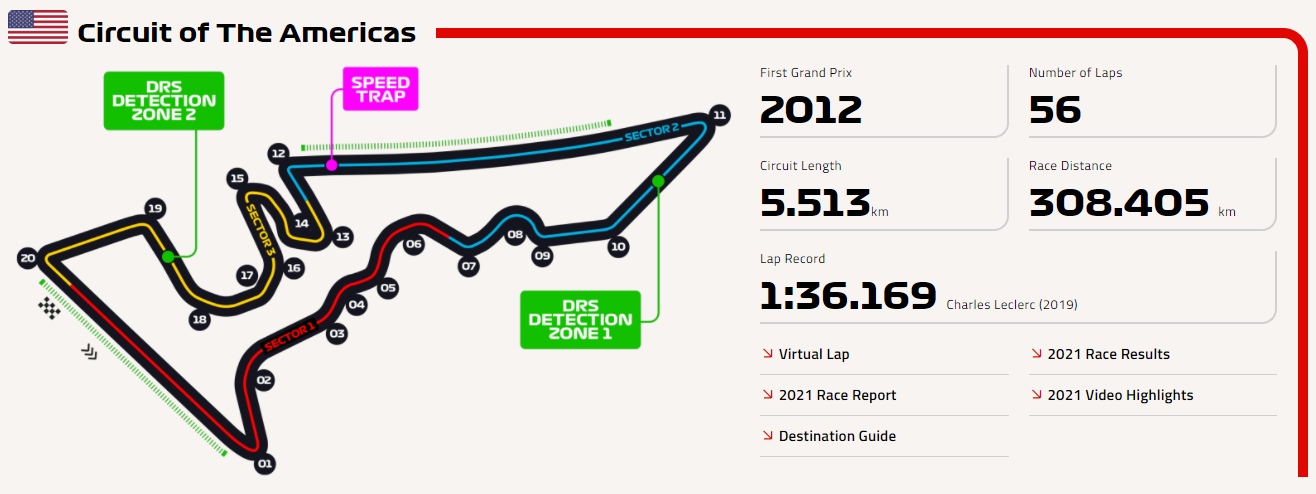 Circuit of The Americas
DRS
DETECTION
ZONE 2
SPEED
TRAP
11
SECTOR 2
12
15
19
14
13
SECTOR 3
06
08
10
20
07
09
17
16
05
18
04
03
DRS
DETECTION
ZONE 1
SECTOR 1
02
01
First Grand Prix
2012
Number of Laps
56
Circuit Length
5.513 km
Race Distance
308.405 km
Lap Record
1:36.169 Charles Leclerc (2019)
Virtual Lap
2021 Race Results
2021 Race Report
2021 Video Highlights
Destination Guide